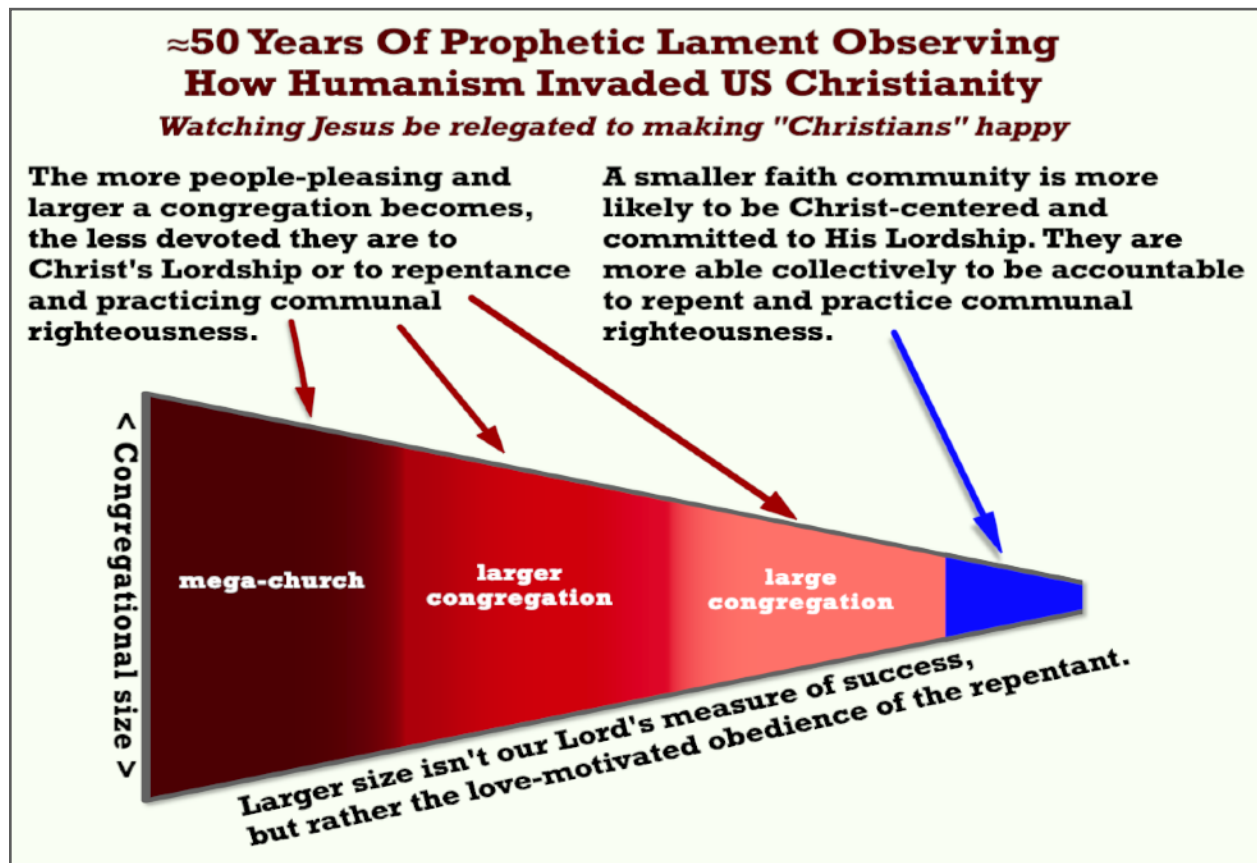 ≈50 Years Of Prophetic Lament Observing
How Humanism Invaded US Christianity
Watching Jesus be relegated to making "Christians" happy
The more people-pleasing and
larger a congregation becomes,
the less devoted they are to
Christ's Lordship or to repentance
and practicing communal
righteousness.
A smaller faith community is more
likely to be Christ-centered and
committed to His Lordship. They are
more able collectively to be accountable
to repent and practice communal
righteousness.
< Congregational size >
mega-church
larger
congregation
large
congregation
Larger size isn't our Lord's measure of success,
but rather the love-motivated obedience of the repentant.